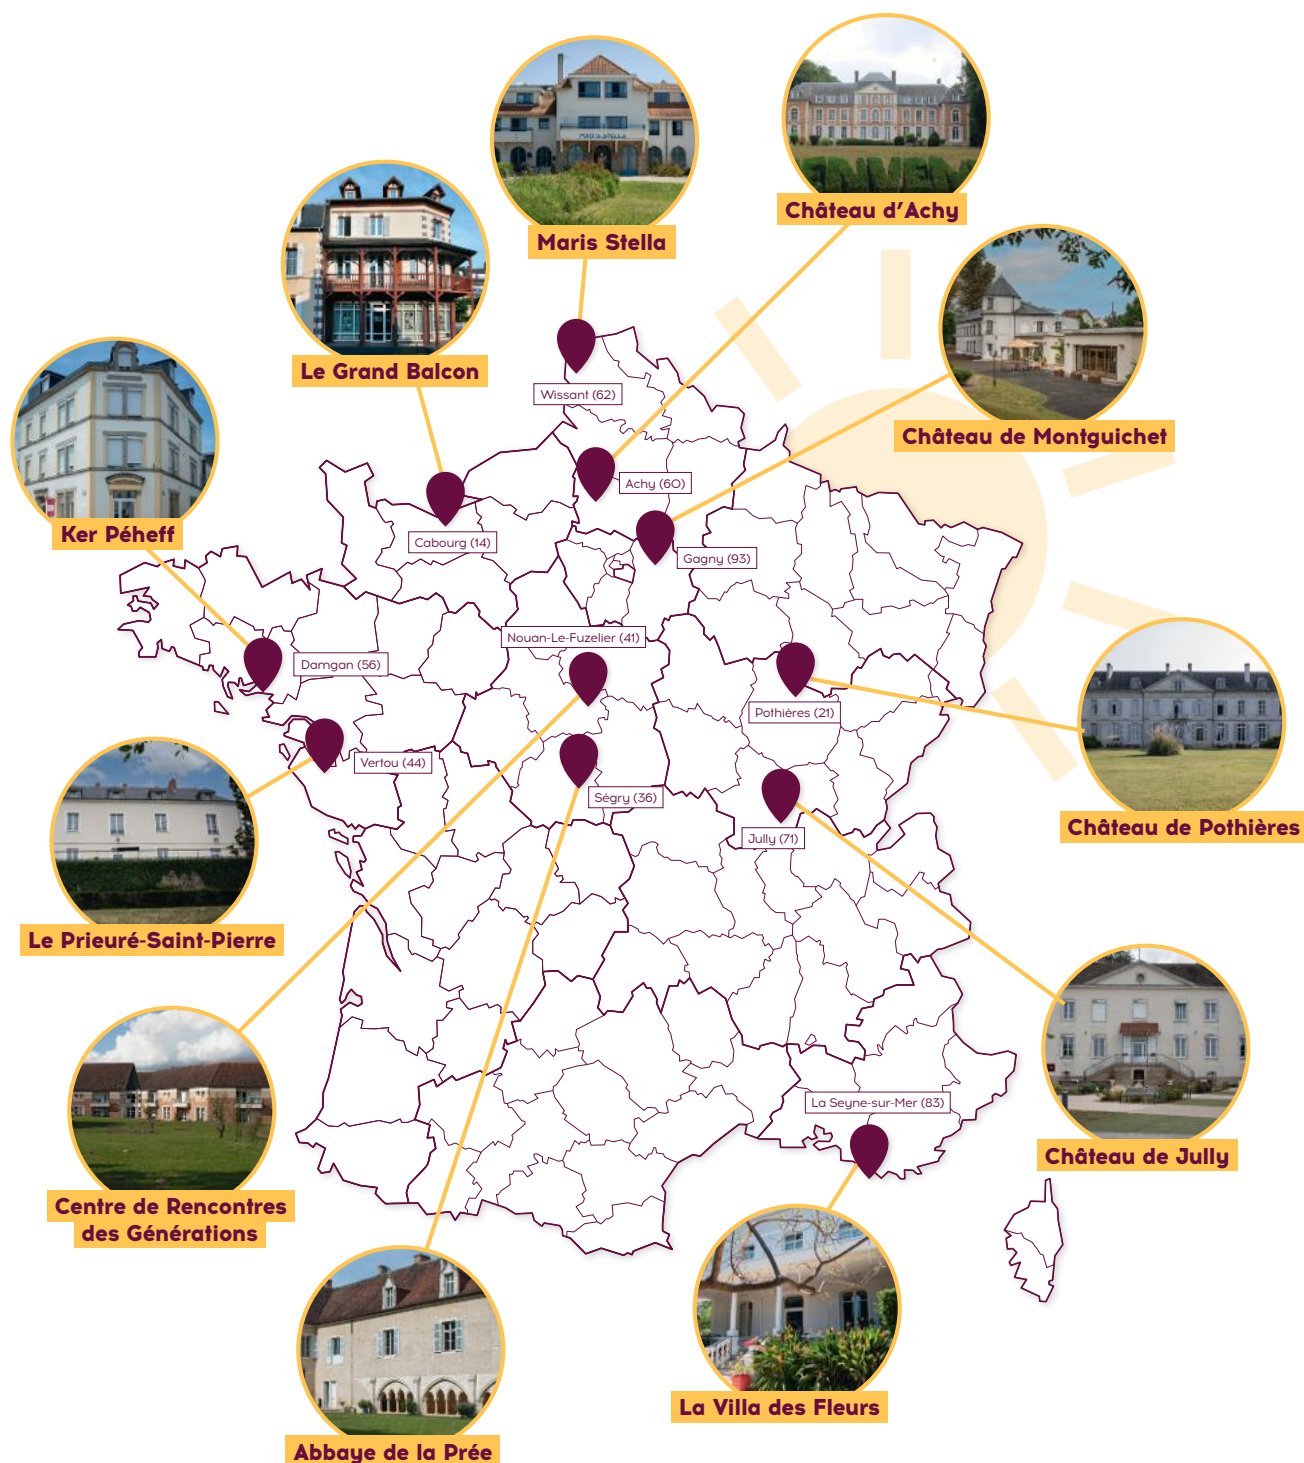 Château d'Achy
Maris Stella
MARIS STELLA
Le Grand Balcon
Château de Montguichet
Ker Péheff
Wissant (62)
Achy (60)
Cabourg (14)
Gagny (93)
Nouan-Le-Fuzelier (41)
Damgan (56)
Pothières (21)
Vertou (44)
Ségry (36)
Jully (71)
Château de Pothières
Le Prieuré-Saint-Pierre
La Seyne-sur-Mer (83)
Château de Jully
Centre de Rencontres
des Générations
La Villa des Fleurs
Abbaye de la Prée